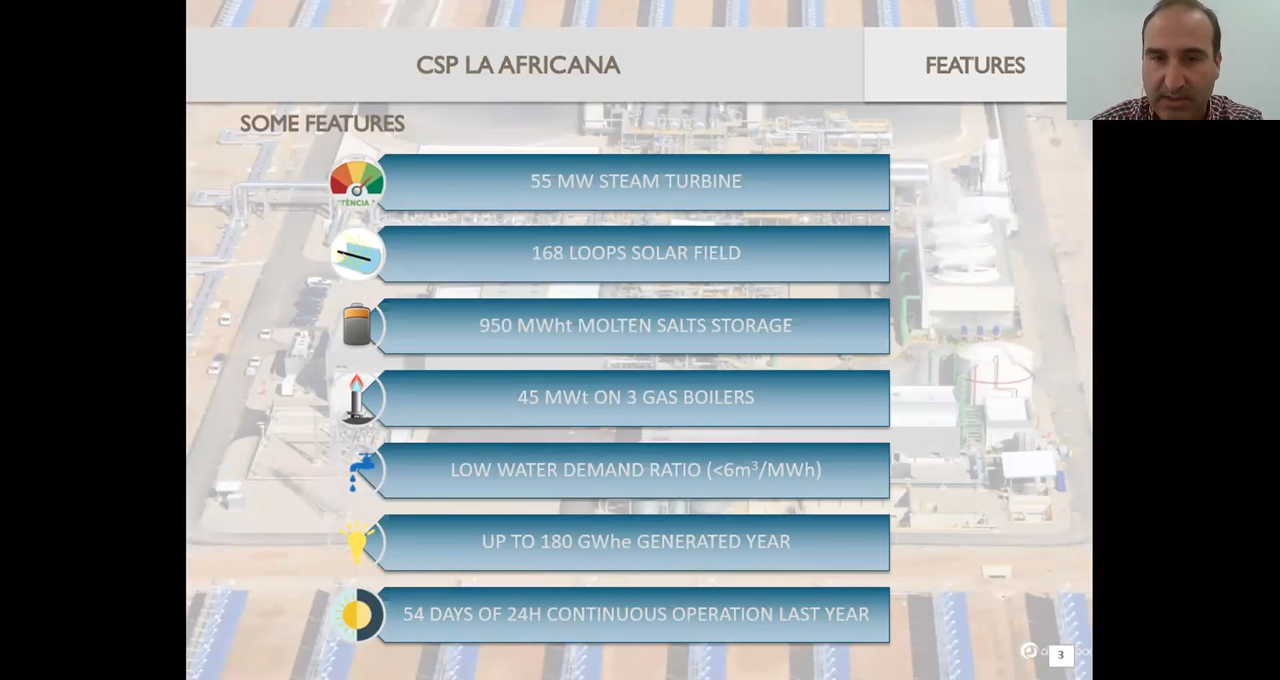 CSP LA AFRICANA
FEATURES
SOME FEATURES
55 MW STEAM TURBINE
TÈNCIA
168 LOOPS SOLAR FIELD
950 MWht MOLTEN SALTS STORAGE
45 MWt ON 3 GAS BOILERS
LOW WATER DEMAND RATIO (<6m³/MWh)
UP TO 180 GWhe GENERATED YEAR
54 DAYS OF 24H CONTINUOUS OPERATION LAST YEAR
3